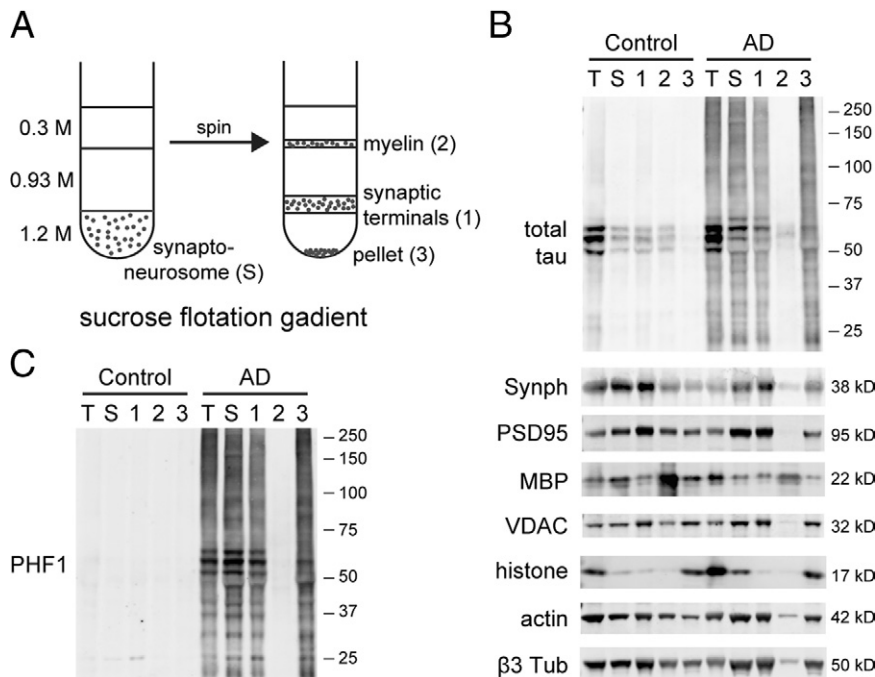 A
0.3 M
0.93 M
1.2 M
synapto-
neurosome (S)
spin
myelin (2)
synaptic
terminals (1)
pellet (3)
sucrose flotation gadient
B
Control AD
T S 1 2 3 T S 1 2 3
total
tau
250
150
100
75
50
37
25
Synph 38 kD
PSD95 95 kD
MBP 22 kD
VDAC 32 kD
histone 17 kD
actin 42 kD
β3 Tub 50 kD
C
Control AD
T S 1 2 3 T S 1 2 3
PHF1
250
150
100
75
50
37
25